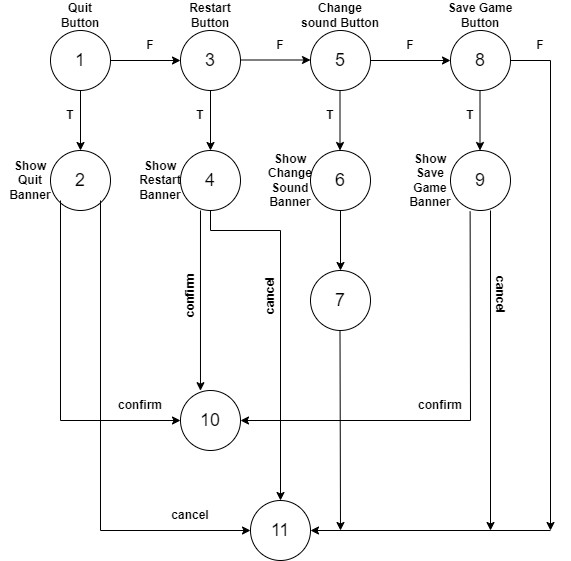 Quit
Button
Restart
Button
Change
sound Button
Save Game
Button
1
F
3
F
5
F
8
F
T
T
T
T
Show
Quit
Banner
2
Show
Restart
Banner
4
Show
Change
Sound
Banner
6
Show
Save
Game
Banner
9
confirm
cancel
7
cancel
confirm
10
confirm
cancel
11